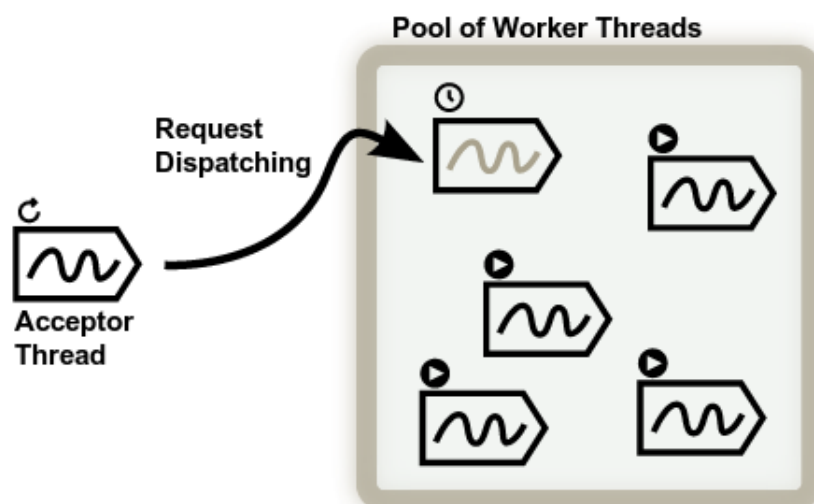 Pool of Worker Threads
Request
Dispatching
Acceptor
Thread